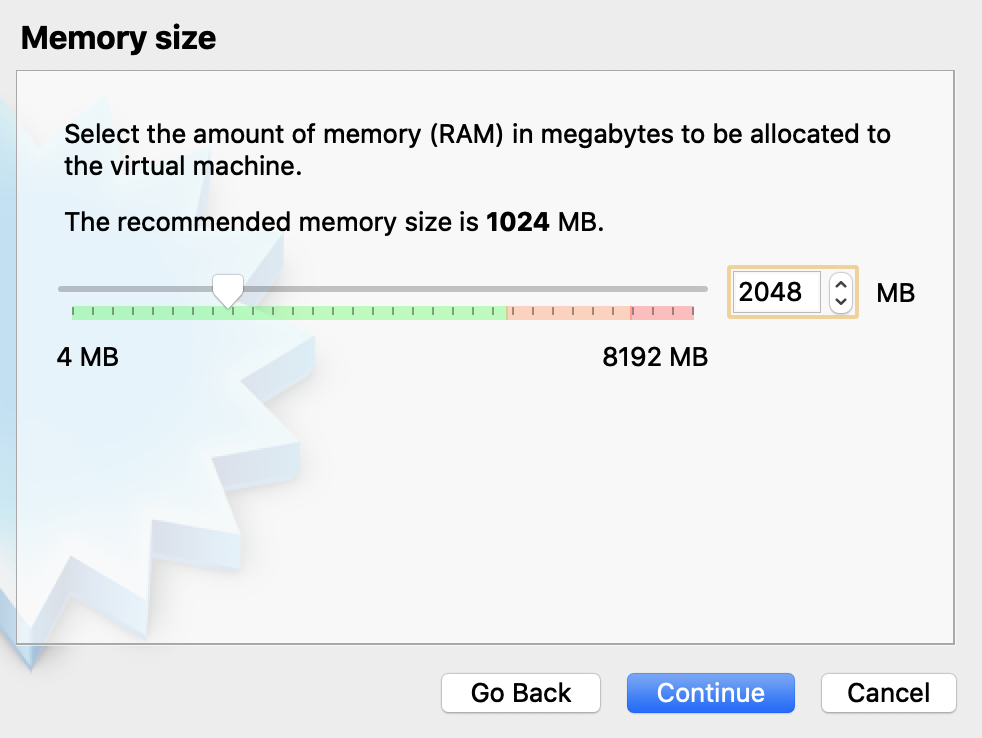 Memory size
Select the amount of memory (RAM) in megabytes to be allocated to
the virtual machine.
The recommended memory size is 1024 MB.
2048 MB
4 MB 8192 MB
Go Back Continue Cancel